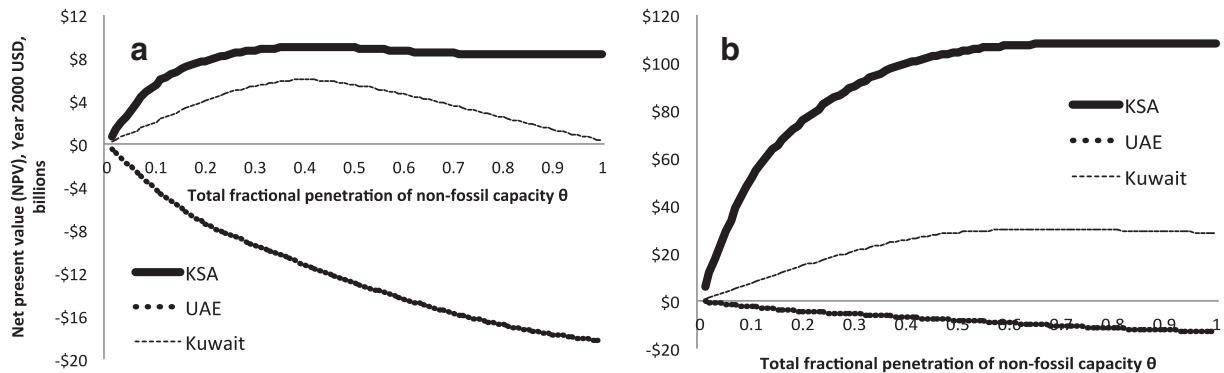 Net present value (NPV), Year 2000 USD,
billions
$12
$8
$4
$0
-$4
-$8
-$12
-$16
-$20
a
0 0.1 0.2 0.3 0.4 0.5 0.6 0.7 0.8 0.9 1
Total fractional penetration of non-fossil capacity θ
KSA
UAE
Kuwait
$120
$100
$80
$60
$40
$20
$0
-$20
b
KSA
UAE
Kuwait
0 0.1 0.2 0.3 0.4 0.5 0.6 0.7 0.8 0.9 1
Total fractional penetration of non-fossil capacity θ